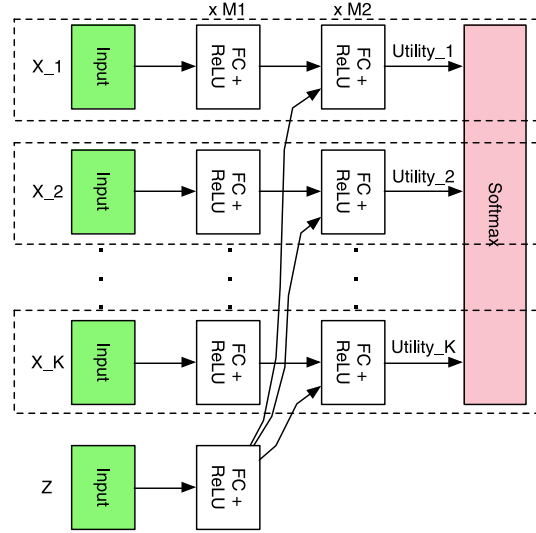 x M1
x M2
X_1
Input
FC +
ReLU
FC +
ReLU
Utility_1
X_2
Input
FC +
ReLU
FC +
ReLU
Utility_2
Softmax
X_K
Input
FC +
ReLU
FC +
ReLU
Utility_K
Z
Input
FC +
ReLU